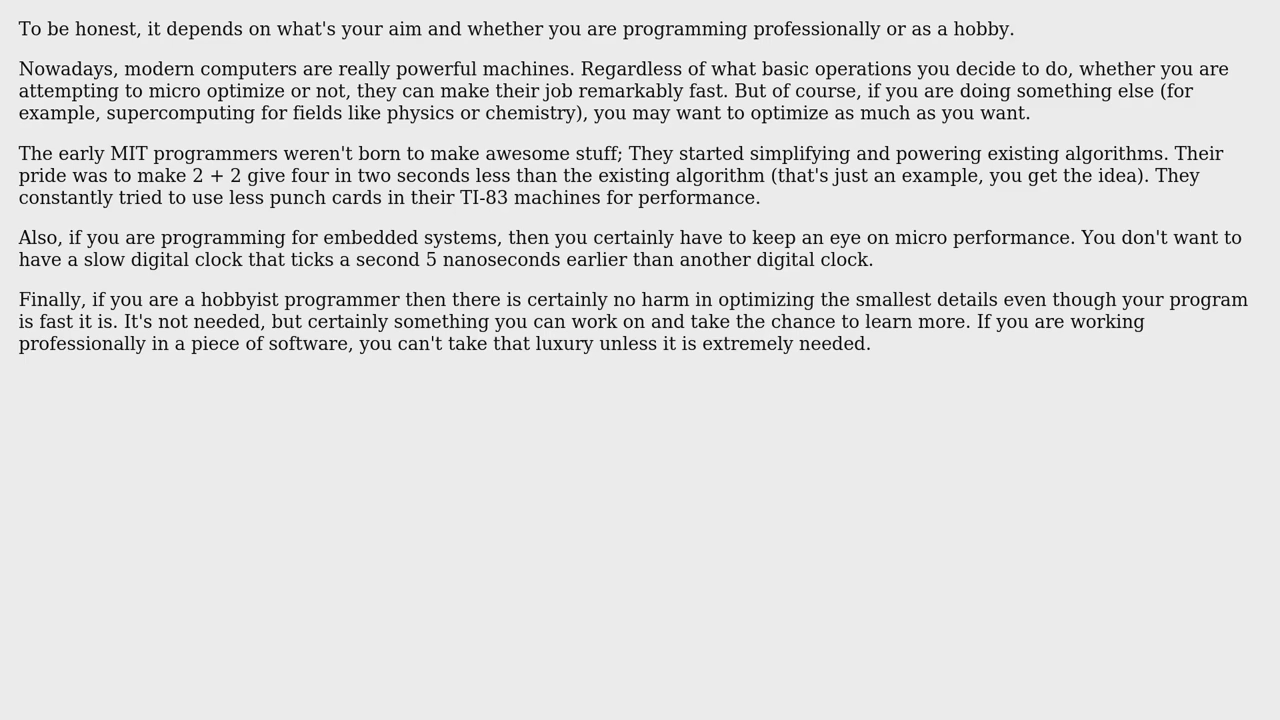 To be honest, it depends on what's your aim and whether you are programming professionally or as a hobby.
Nowadays, modern computers are really powerful machines. Regardless of what basic operations you decide to do, whether you are
attempting to micro optimize or not, they can make their job remarkably fast. But of course, if you are doing something else (for
example, supercomputing for fields like physics or chemistry), you may want to optimize as much as you want.
The early MIT programmers weren't born to make awesome stuff; They started simplifying and powering existing algorithms. Their
pride was to make 2 + 2 give four in two seconds less than the existing algorithm (that's just an example, you get the idea). They
constantly tried to use less punch cards in their TI-83 machines for performance.
Also, if you are programming for embedded systems, then you certainly have to keep an eye on micro performance. You don't want to
have a slow digital clock that ticks a second 5 nanoseconds earlier than another digital clock.
Finally, if you are a hobbyist programmer then there is certainly no harm in optimizing the smallest details even though your program
is fast it is. It's not needed, but certainly something you can work on and take the chance to learn more. If you are working
professionally in a piece of software, you can't take that luxury unless it is extremely needed.